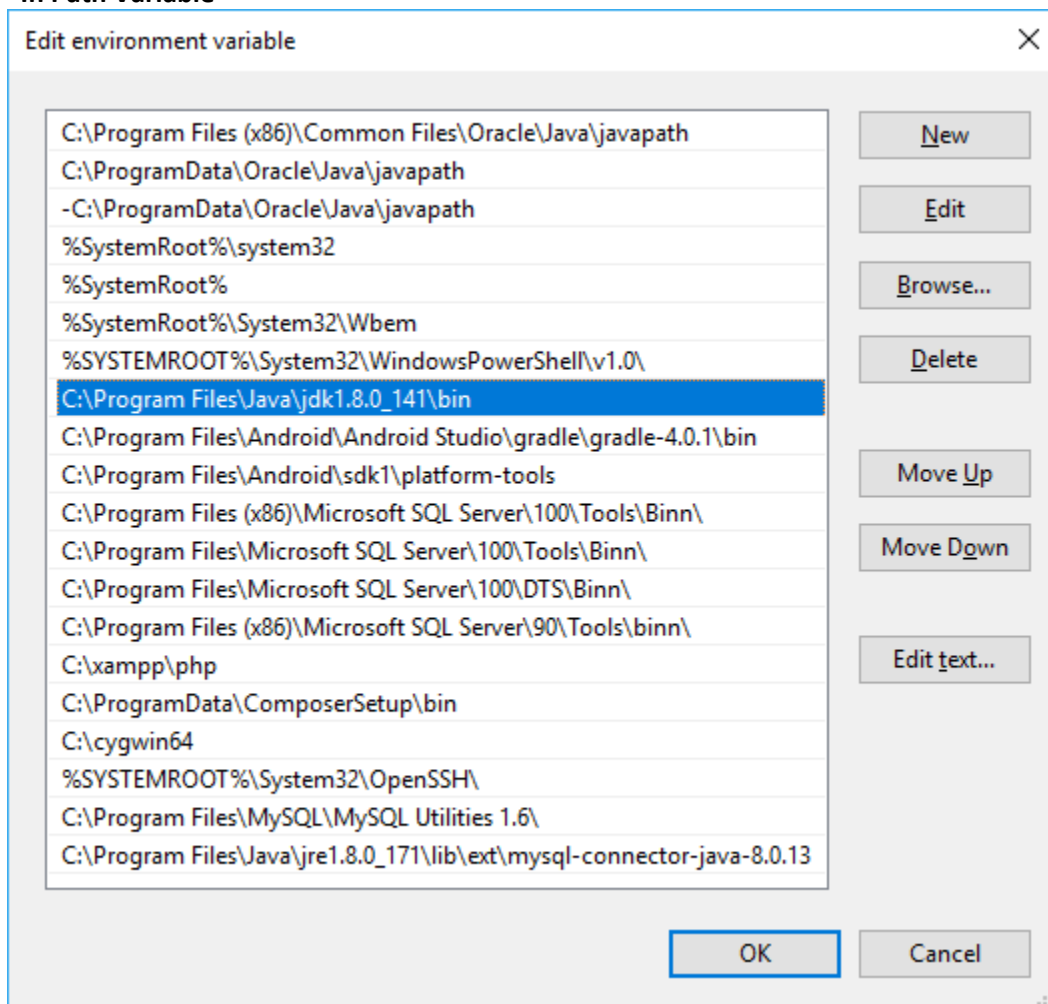 in Path Variable
Edit environment variable
C:\Program Files (x86)\Common Files\Oracle\Java\javapath
C:\ProgramData\Oracle\Java\javapath
-C:\ProgramData\Oracle\Java\javapath
%SystemRoot%\system32
%SystemRoot%
%SystemRoot%\System32\Wbem
%SYSTEMROOT%\System32\WindowsPowerShell\v1.0\
C:\Program Files\Java\jdk1.8.0_141\bin
C:\Program Files\Android\Android Studio\gradle\gradle-4.0.1\bin
C:\Program Files\Android\sdk1\platform-tools
C:\Program Files (x86)\Microsoft SQL Server\100\Tools\Binn\
C:\Program Files\Microsoft SQL Server\100\Tools\Binn\
C:\Program Files\Microsoft SQL Server\100\DTS\Binn\
C:\Program Files (x86)\Microsoft SQL Server\90\Tools\binn\
C:\xampp\php
C:\ProgramData\ComposerSetup\bin
C:\cygwin64
%SYSTEMROOT%\System32\OpenSSH\
C:\Program Files\MySQL\MySQL Utilities 1.6\
C:\Program Files\Java\jre1.8.0_171\lib\ext\mysql-connector-java-8.0.13
New
Edit
Browse...
Delete
Move Up
Move Down
Edit text...
OK
Cancel